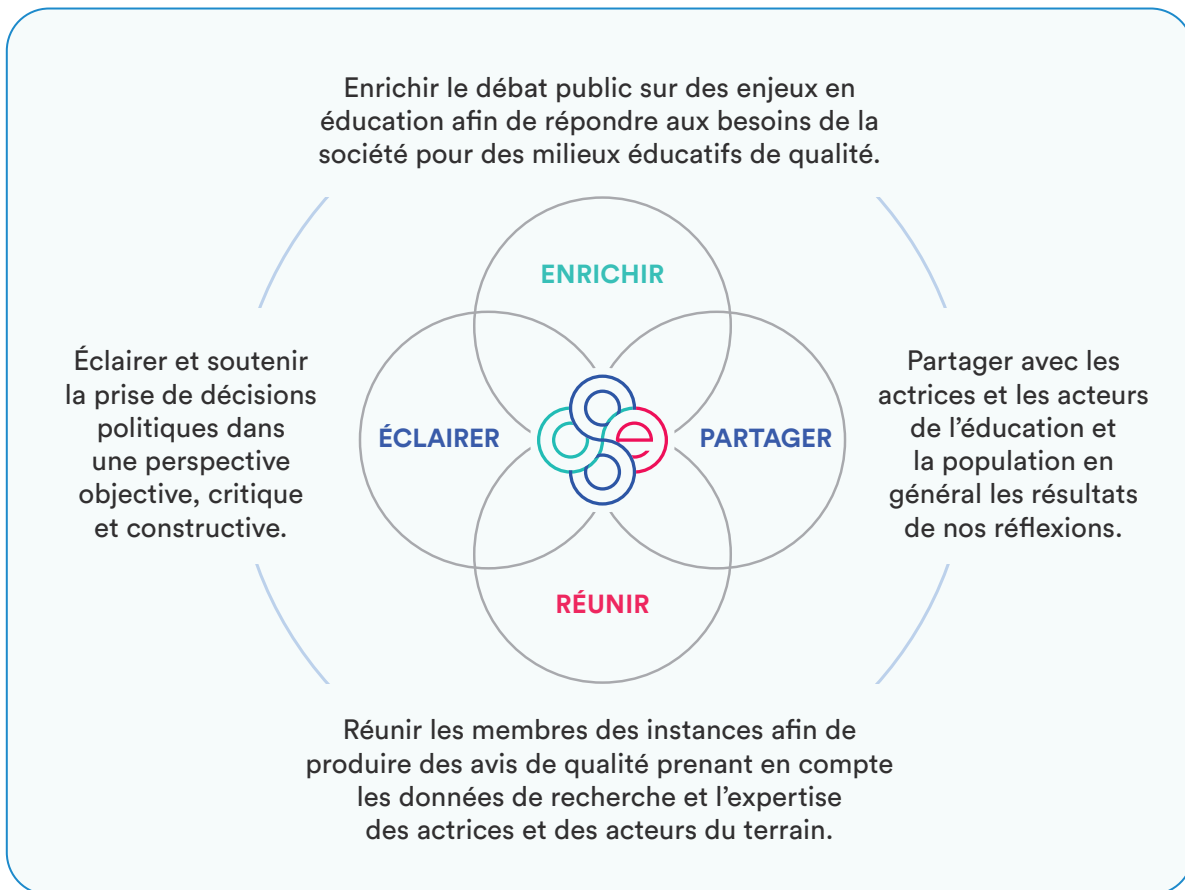 Enrichir le débat public sur des enjeux en
éducation afin de répondre aux besoins de la
société pour des milieux éducatifs de qualité.
ENRICHIR
Éclairer et soutenir
la prise de décisions
politiques dans
une perspective
objective, critique
et constructive.
ÉCLAIRER
PARTAGER
Partager avec les
actrices et les acteurs
de l’éducation et
la population en
général les résultats
de nos réflexions.
RÉUNIR
Réunir les membres des instances afin de
produire des avis de qualité prenant en compte
les données de recherche et l’expertise
des actrices et des acteurs du terrain.